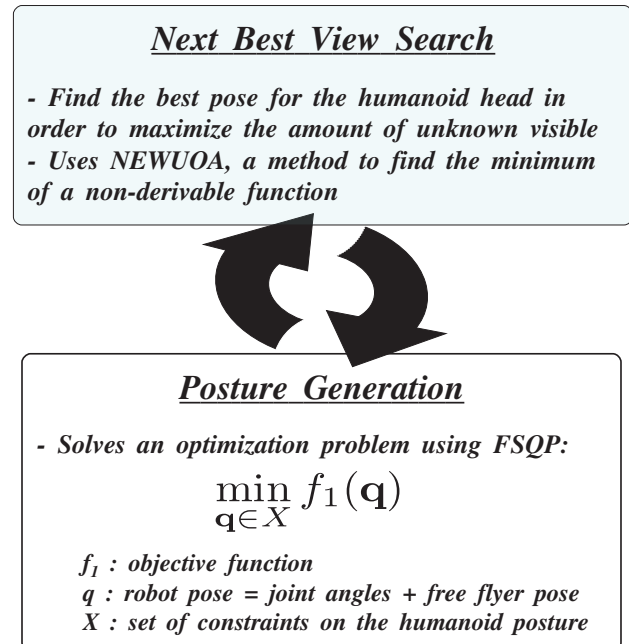 Next Best View Search
- Find the best pose for the humanoid head in
order to maximize the amount of unknown visible
- Uses NEWUOA, a method to find the minimum
of a non-derivable function
Posture Generation
- Solves an optimization problem using FSQP:
min f₁(q)
q∈X
f₁ : objective function
q : robot pose = joint angles + free flyer pose
X : set of constraints on the humanoid posture